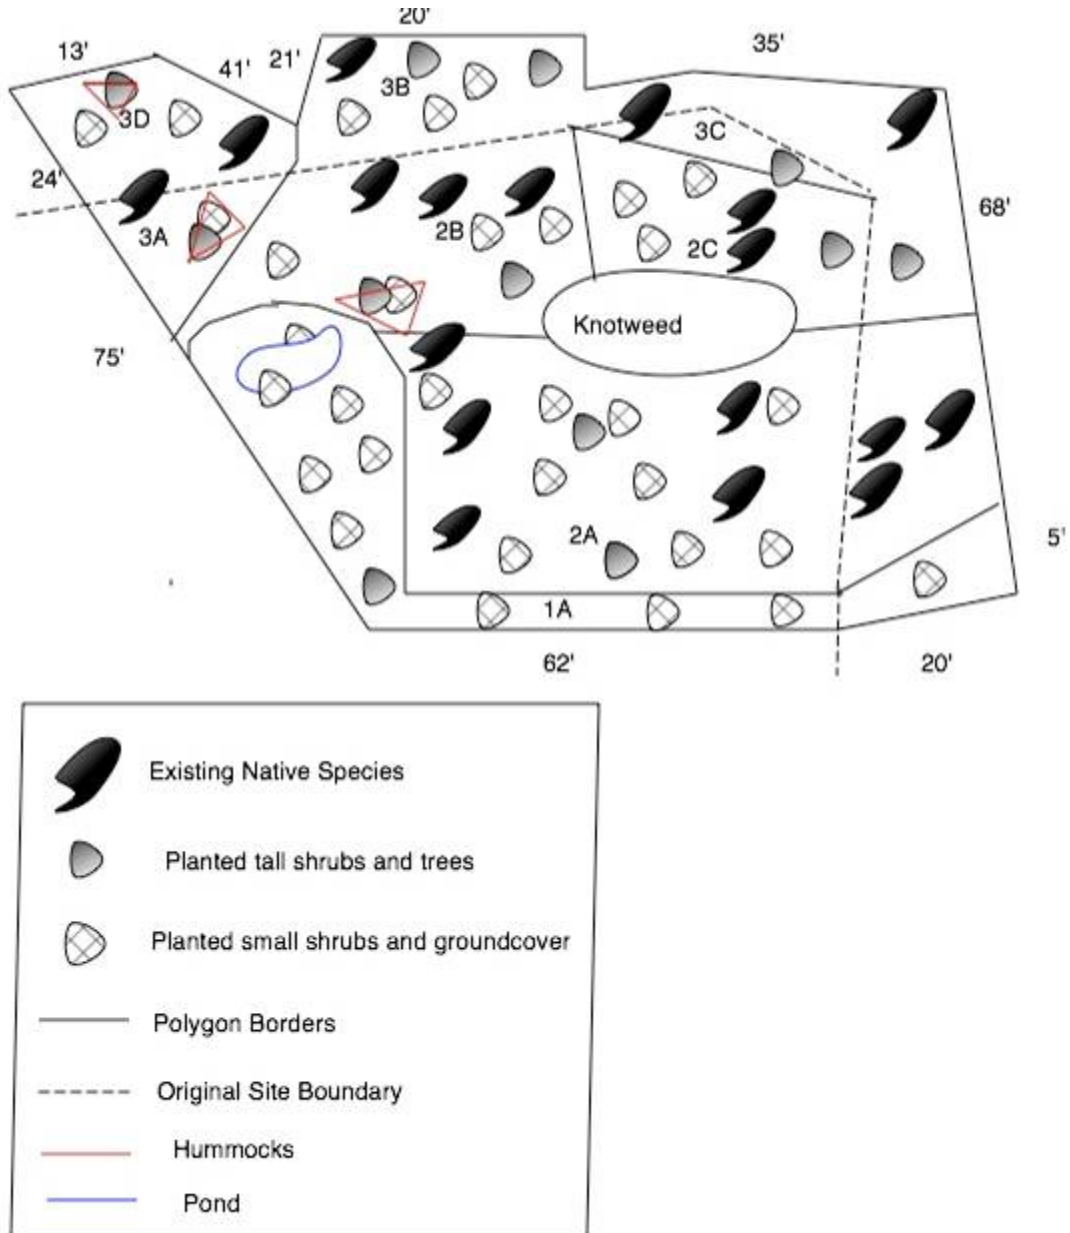 20'
13'
41'
21'
35'
3B
3D
3C
24'
3A
2B
2C
68'
Knotweed
75'
2A
5'
1A
62'
20'
Existing Native Species
Planted tall shrubs and trees
Planted small shrubs and groundcover
Polygon Borders
Original Site Boundary
Hummocks
Pond